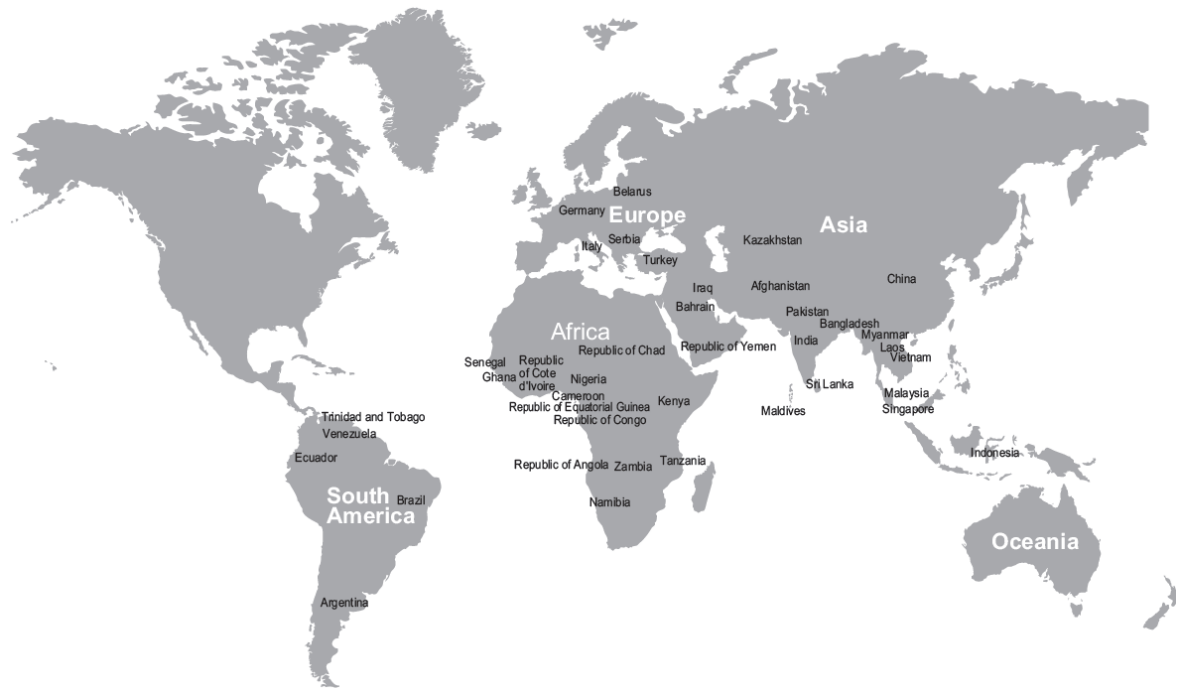 Belarus
Germany
Europe
Asia
Serbia
Italy
Kazakhstan
Turkey
China
Iraq
Afghanistan
Bahrain
Pakistan
Bangladesh
Africa
Myanmar
India
Republic of Yemen
Laos
Republic of Chad
Vietnam
Senegal
Republic
of Cote
d'Ivoire
Ghana
Nigeria
Sri Lanka
Malaysia
Cameroon
Kenya
Republic of Equatorial Guinea
Maldives
Singapore
Trinidad and Tobago
Republic of Congo
Venezuela
Ecuador
Indonesia
Republic of Angola
Zambia
Tanzania
South
America
Brazil
Namibia
Oceania
Argentina